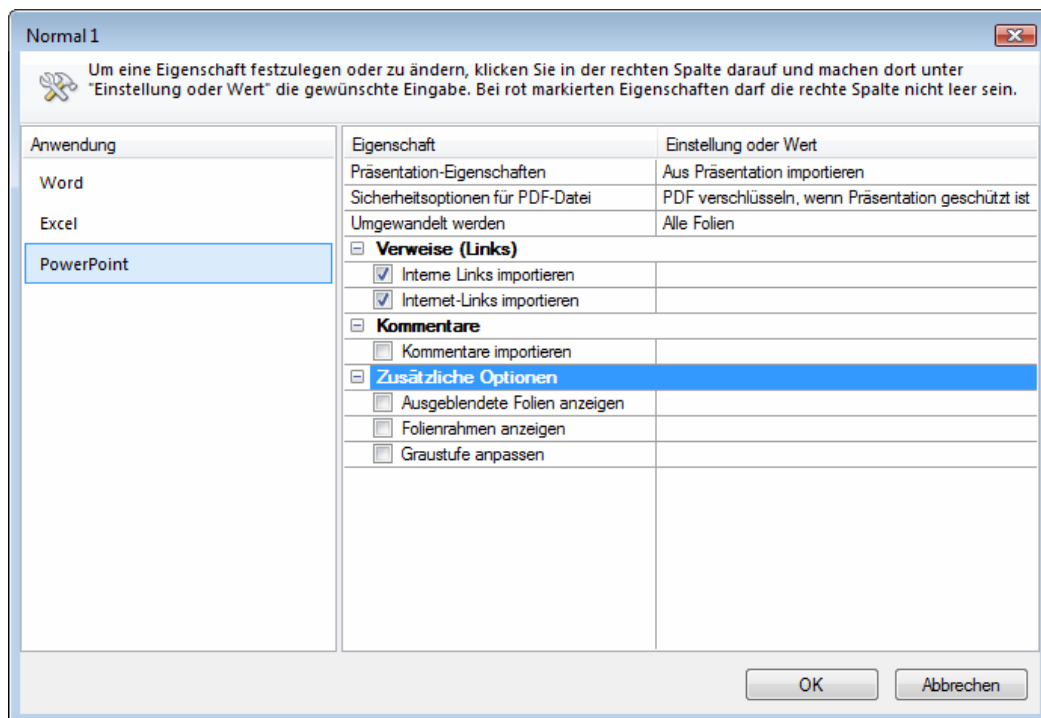 Normal 1
Um eine Eigenschaft festzulegen oder zu ändern, klicken Sie in der rechten Spalte darauf und machen dort unter
"Einstellung oder Wert" die gewünschte Eingabe. Bei rot markierten Eigenschaften darf die rechte Spalte nicht leer sein.
Anwendung
Word
Excel
PowerPoint
Eigenschaft Einstellung oder Wert
Präsentation-Eigenschaften Aus Präsentation importieren
Sicherheitsoptionen für PDF-Datei PDF verschlüsseln, wenn Präsentation geschützt ist
Umgewandelt werden Alle Folien
Verweise (Links)
Interne Links importieren
Internet-Links importieren
Kommentare
Kommentare importieren
Zusätzliche Optionen
Ausgeblendete Folien anzeigen
Folienrahmen anzeigen
Graustufe anpassen
OK Abbrechen